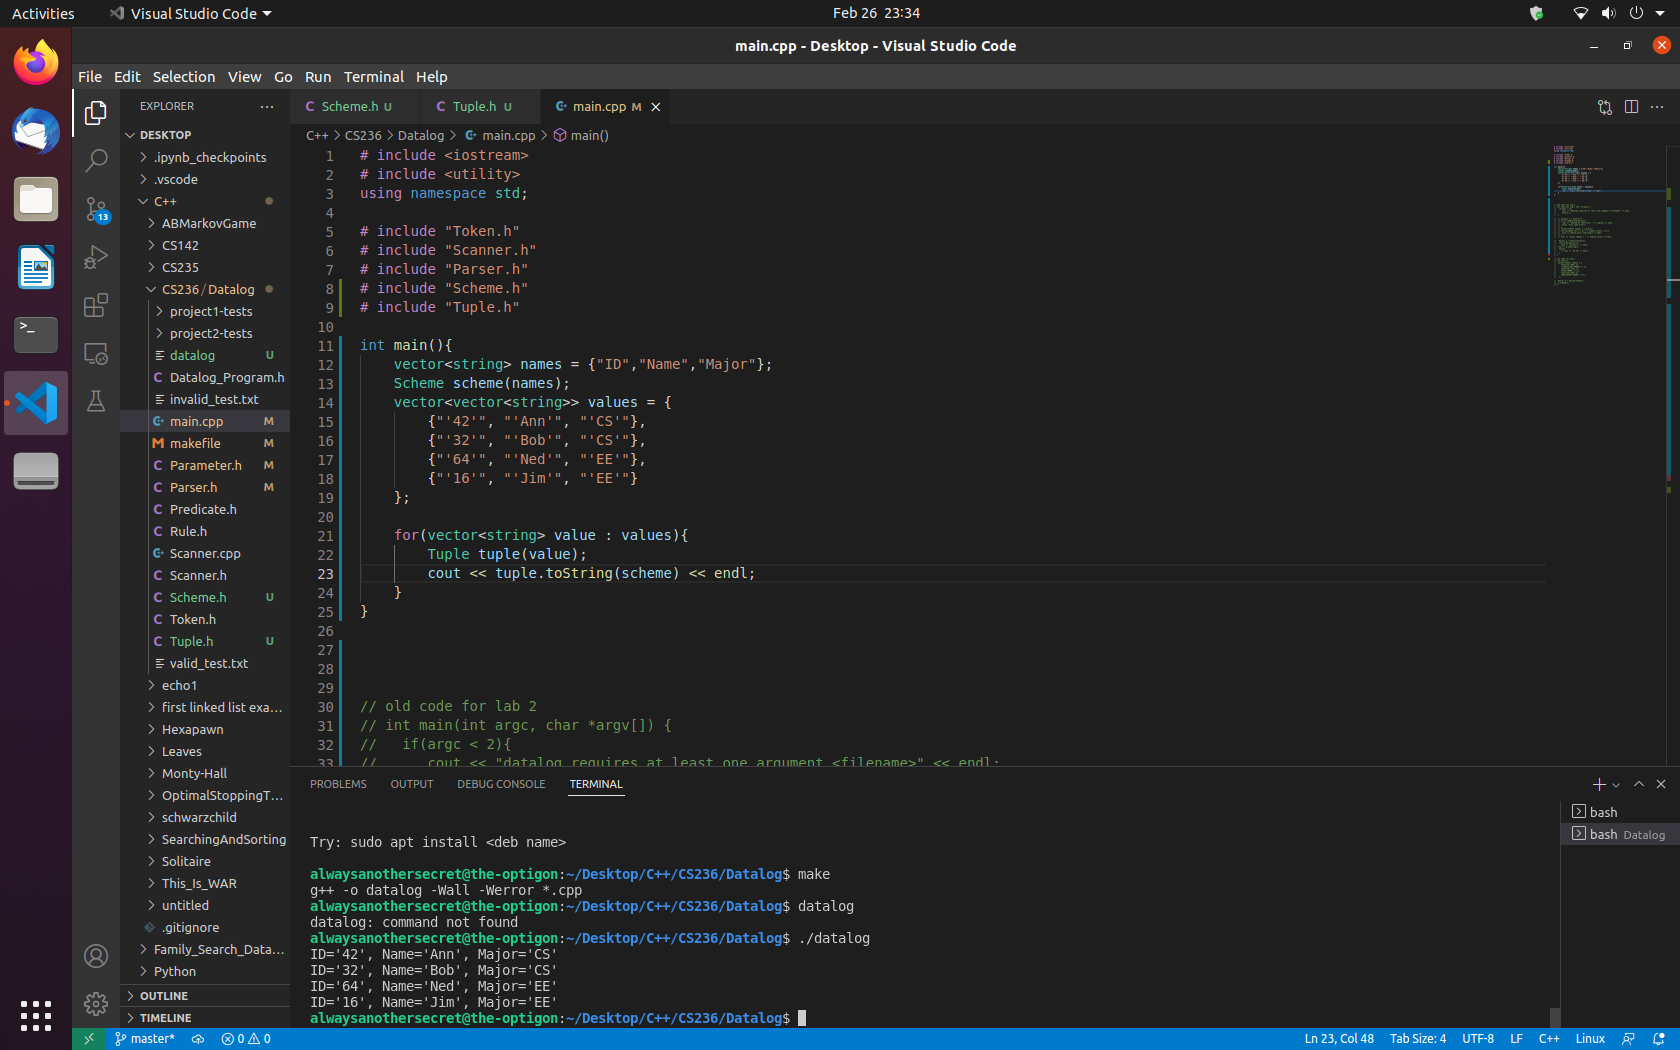 Activities
Visual Studio Code
Feb 26 23:34
main.cpp - Desktop - Visual Studio Code
File Edit Selection View Go Run Terminal Help
EXPLORER
DESKTOP
.ipynb_checkpoints
.vscode
C++
ABMarkovGame
CS142
CS235
CS236/Datalog
project1-tests
project2-tests
datalog U
Datalog_Program.h
invalid_test.txt
main.cpp M
makefile M
Parameter.h M
Parser.h M
Predicate.h
Rule.h
Scanner.cpp
Scanner.h
Scheme.h U
Token.h
Tuple.h U
valid_test.txt
echo1
first linked list exa...
Hexapawn
Leaves
Monty-Hall
OptimalStoppingT...
schwarzchild
SearchingAndSorting
Solitaire
This_Is_WAR
untitled
.gitignore
Family_Search_Data...
Python
OUTLINE
TIMELINE
13
Scheme.h U
Tuple.h U
main.cpp M
C++ > CS236 > Datalog > main.cpp > main()
1 # include <iostream>
2 # include <utility>
3 using namespace std;
4
5 # include "Token.h"
6 # include "Scanner.h"
7 # include "Parser.h"
8 # include "Scheme.h"
9 # include "Tuple.h"
10
11 int main(){
12 vector<string> names = {"ID","Name","Major"};
13 Scheme scheme(names);
14 vector<vector<string>> values = {
15 {"'42'", "'Ann'", "'CS'"},
16 {"'32'", "'Bob'", "'CS'"},
17 {"'64'", "'Ned'", "'EE'"},
18 {"'16'", "'Jim'", "'EE'"}
19 };
20
21 for(vector<string> value : values){
22 Tuple tuple(value);
23 cout << tuple.toString(scheme) << endl;
24 }
25 }
26
27
28
29
30 // old code for lab 2
31 // int main(int argc, char *argv[]) {
32 // if(argc < 2){
33 // cout << "datalog requires at least one argument <filename>" << endl;
PROBLEMS OUTPUT DEBUG CONSOLE TERMINAL
Try: sudo apt install <deb name>
alwaysanothersecret@the-optigon:~/Desktop/C++/CS236/Datalog$ make
g++ -o datalog -Wall -Werror *.cpp
alwaysanothersecret@the-optigon:~/Desktop/C++/CS236/Datalog$ datalog
datalog: command not found
alwaysanothersecret@the-optigon:~/Desktop/C++/CS236/Datalog$ ./datalog
ID='42', Name='Ann', Major='CS'
ID='32', Name='Bob', Major='CS'
ID='64', Name='Ned', Major='EE'
ID='16', Name='Jim', Major='EE'
alwaysanothersecret@the-optigon:~/Desktop/C++/CS236/Datalog$
bash
bash Datalog
master* 0 0
Ln 23, Col 48 Tab Size: 4 UTF-8 LF C++ Linux